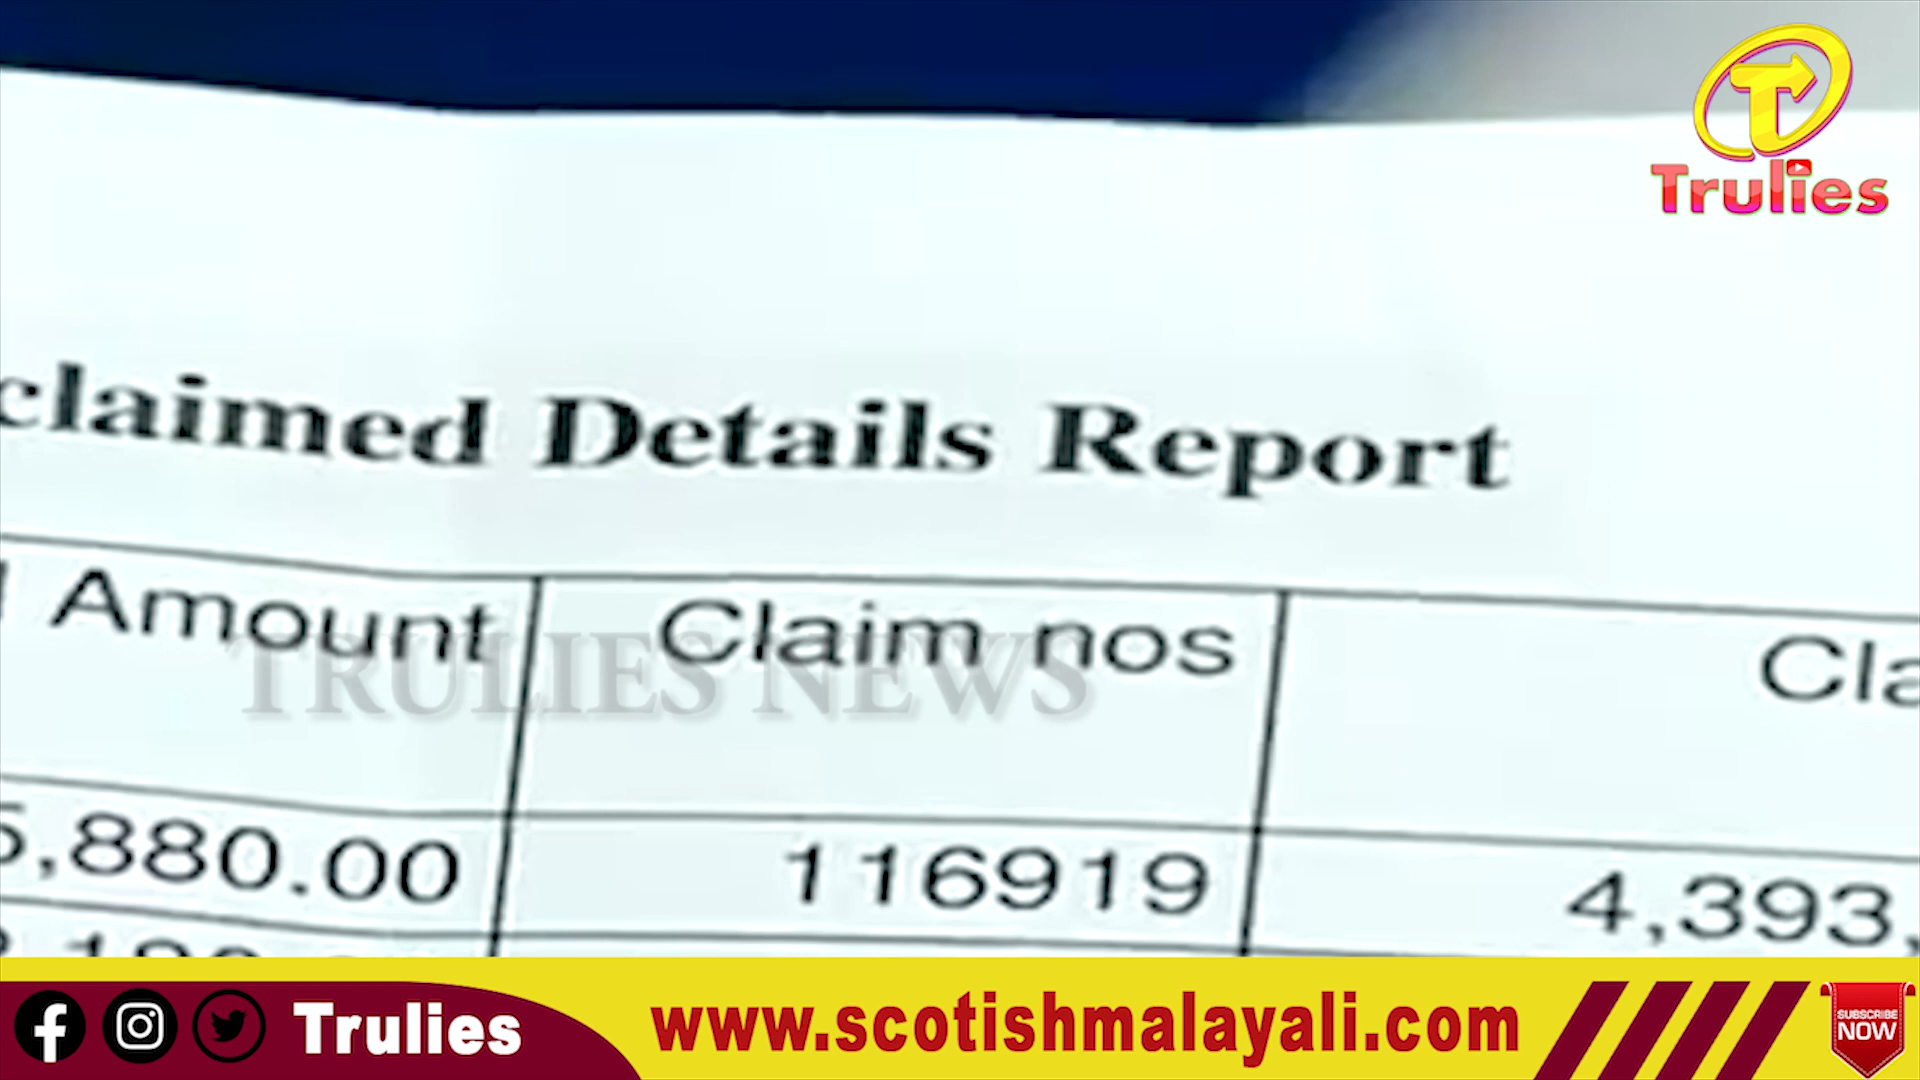 Trulies
claimed Details Report
Amount
Claim nos
Cla
TRULIES NEWS
5,880.00
116919
4,393,
Trulies
www.scotishmalayali.com
SUBSCRIBE
NOW